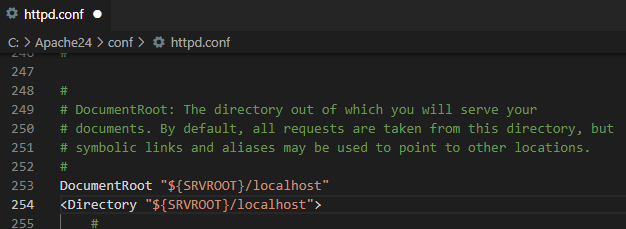 httpd.conf
C: > Apache24 > conf > httpd.conf
246 #
247
248 #
249 # DocumentRoot: The directory out of which you will serve your
250 # documents. By default, all requests are taken from this directory, but
251 # symbolic links and aliases may be used to point to other locations.
252 #
253 DocumentRoot "${SRVROOT}/localhost"
254 <Directory "${SRVROOT}/localhost">
255 #